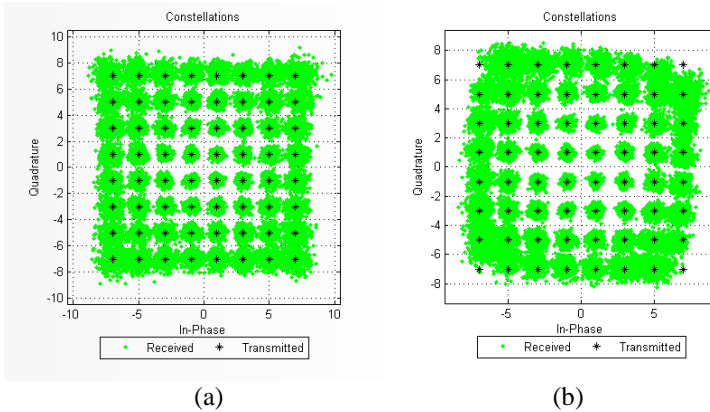 Constellations
10
8
6
4
2
0
-2
-4
-6
-8
-10
Quadrature
-10 -5 0 5 10
In-Phase
Received Transmitted
(a)
Constellations
8
6
4
2
0
-2
-4
-6
-8
Quadrature
-5 0 5
In-Phase
Received Transmitted
(b)